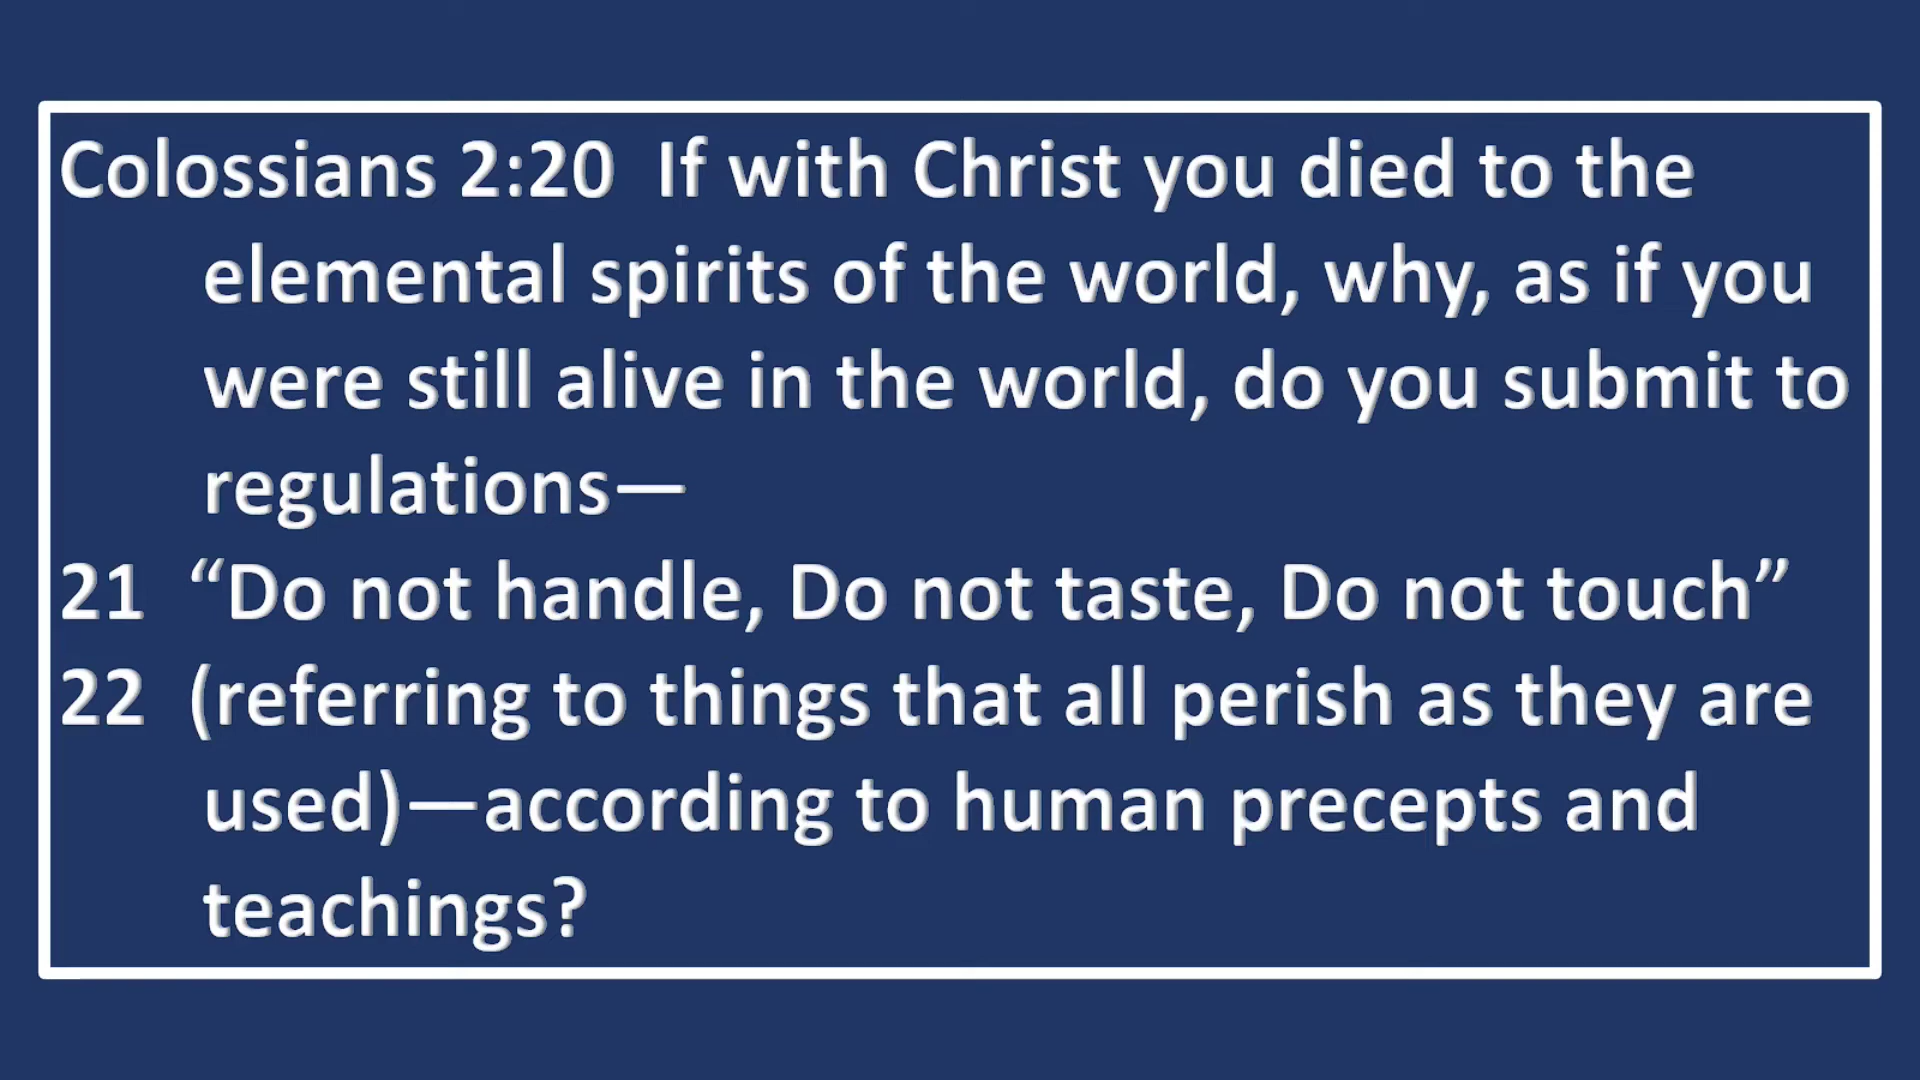 Colossians 2:20  If with Christ you died to the
elemental spirits of the world, why, as if you
were still alive in the world, do you submit to
regulations—
21  “Do not handle, Do not taste, Do not touch”
22  (referring to things that all perish as they are
used)—according to human precepts and
teachings?